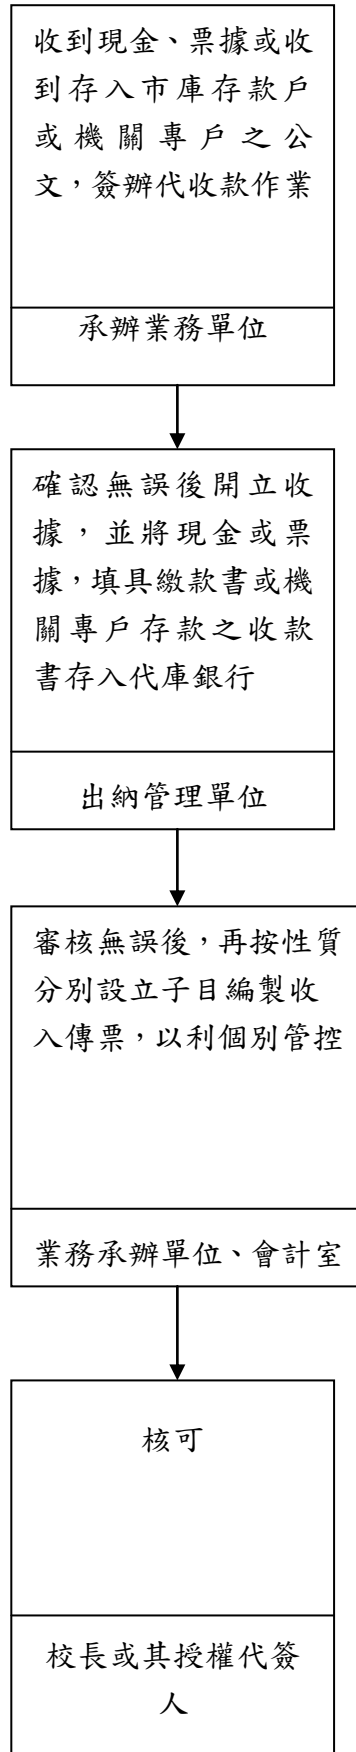 收到現金、票據或收
到存入市庫存款戶
或機關專戶之公
文，簽辦代收款作業
承辦業務單位
確認無誤後開立收
據，並將現金或票
據，填具繳款書或機
關專戶存款之收款
書存入代庫銀行
出納管理單位
審核無誤後，再按性質
分別設立子目編製收
入傳票，以利個別管控
業務承辦單位、會計室
核可
校長或其授權代簽
人